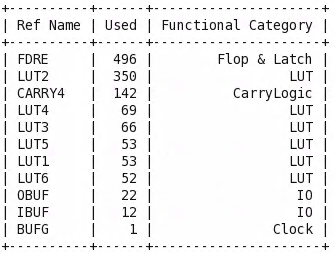 +----------+------+---------------------+
| Ref Name | Used | Functional Category |
+----------+------+---------------------+
| FDRE     |  496 |        Flop & Latch |
| LUT2     |  350 |                 LUT |
| CARRY4   |  142 |          CarryLogic |
| LUT4     |   69 |                 LUT |
| LUT3     |   66 |                 LUT |
| LUT5     |   53 |                 LUT |
| LUT1     |   53 |                 LUT |
| LUT6     |   52 |                 LUT |
| OBUF     |   22 |                  IO |
| IBUF     |   12 |                  IO |
| BUFG     |    1 |               Clock |
+----------+------+---------------------+